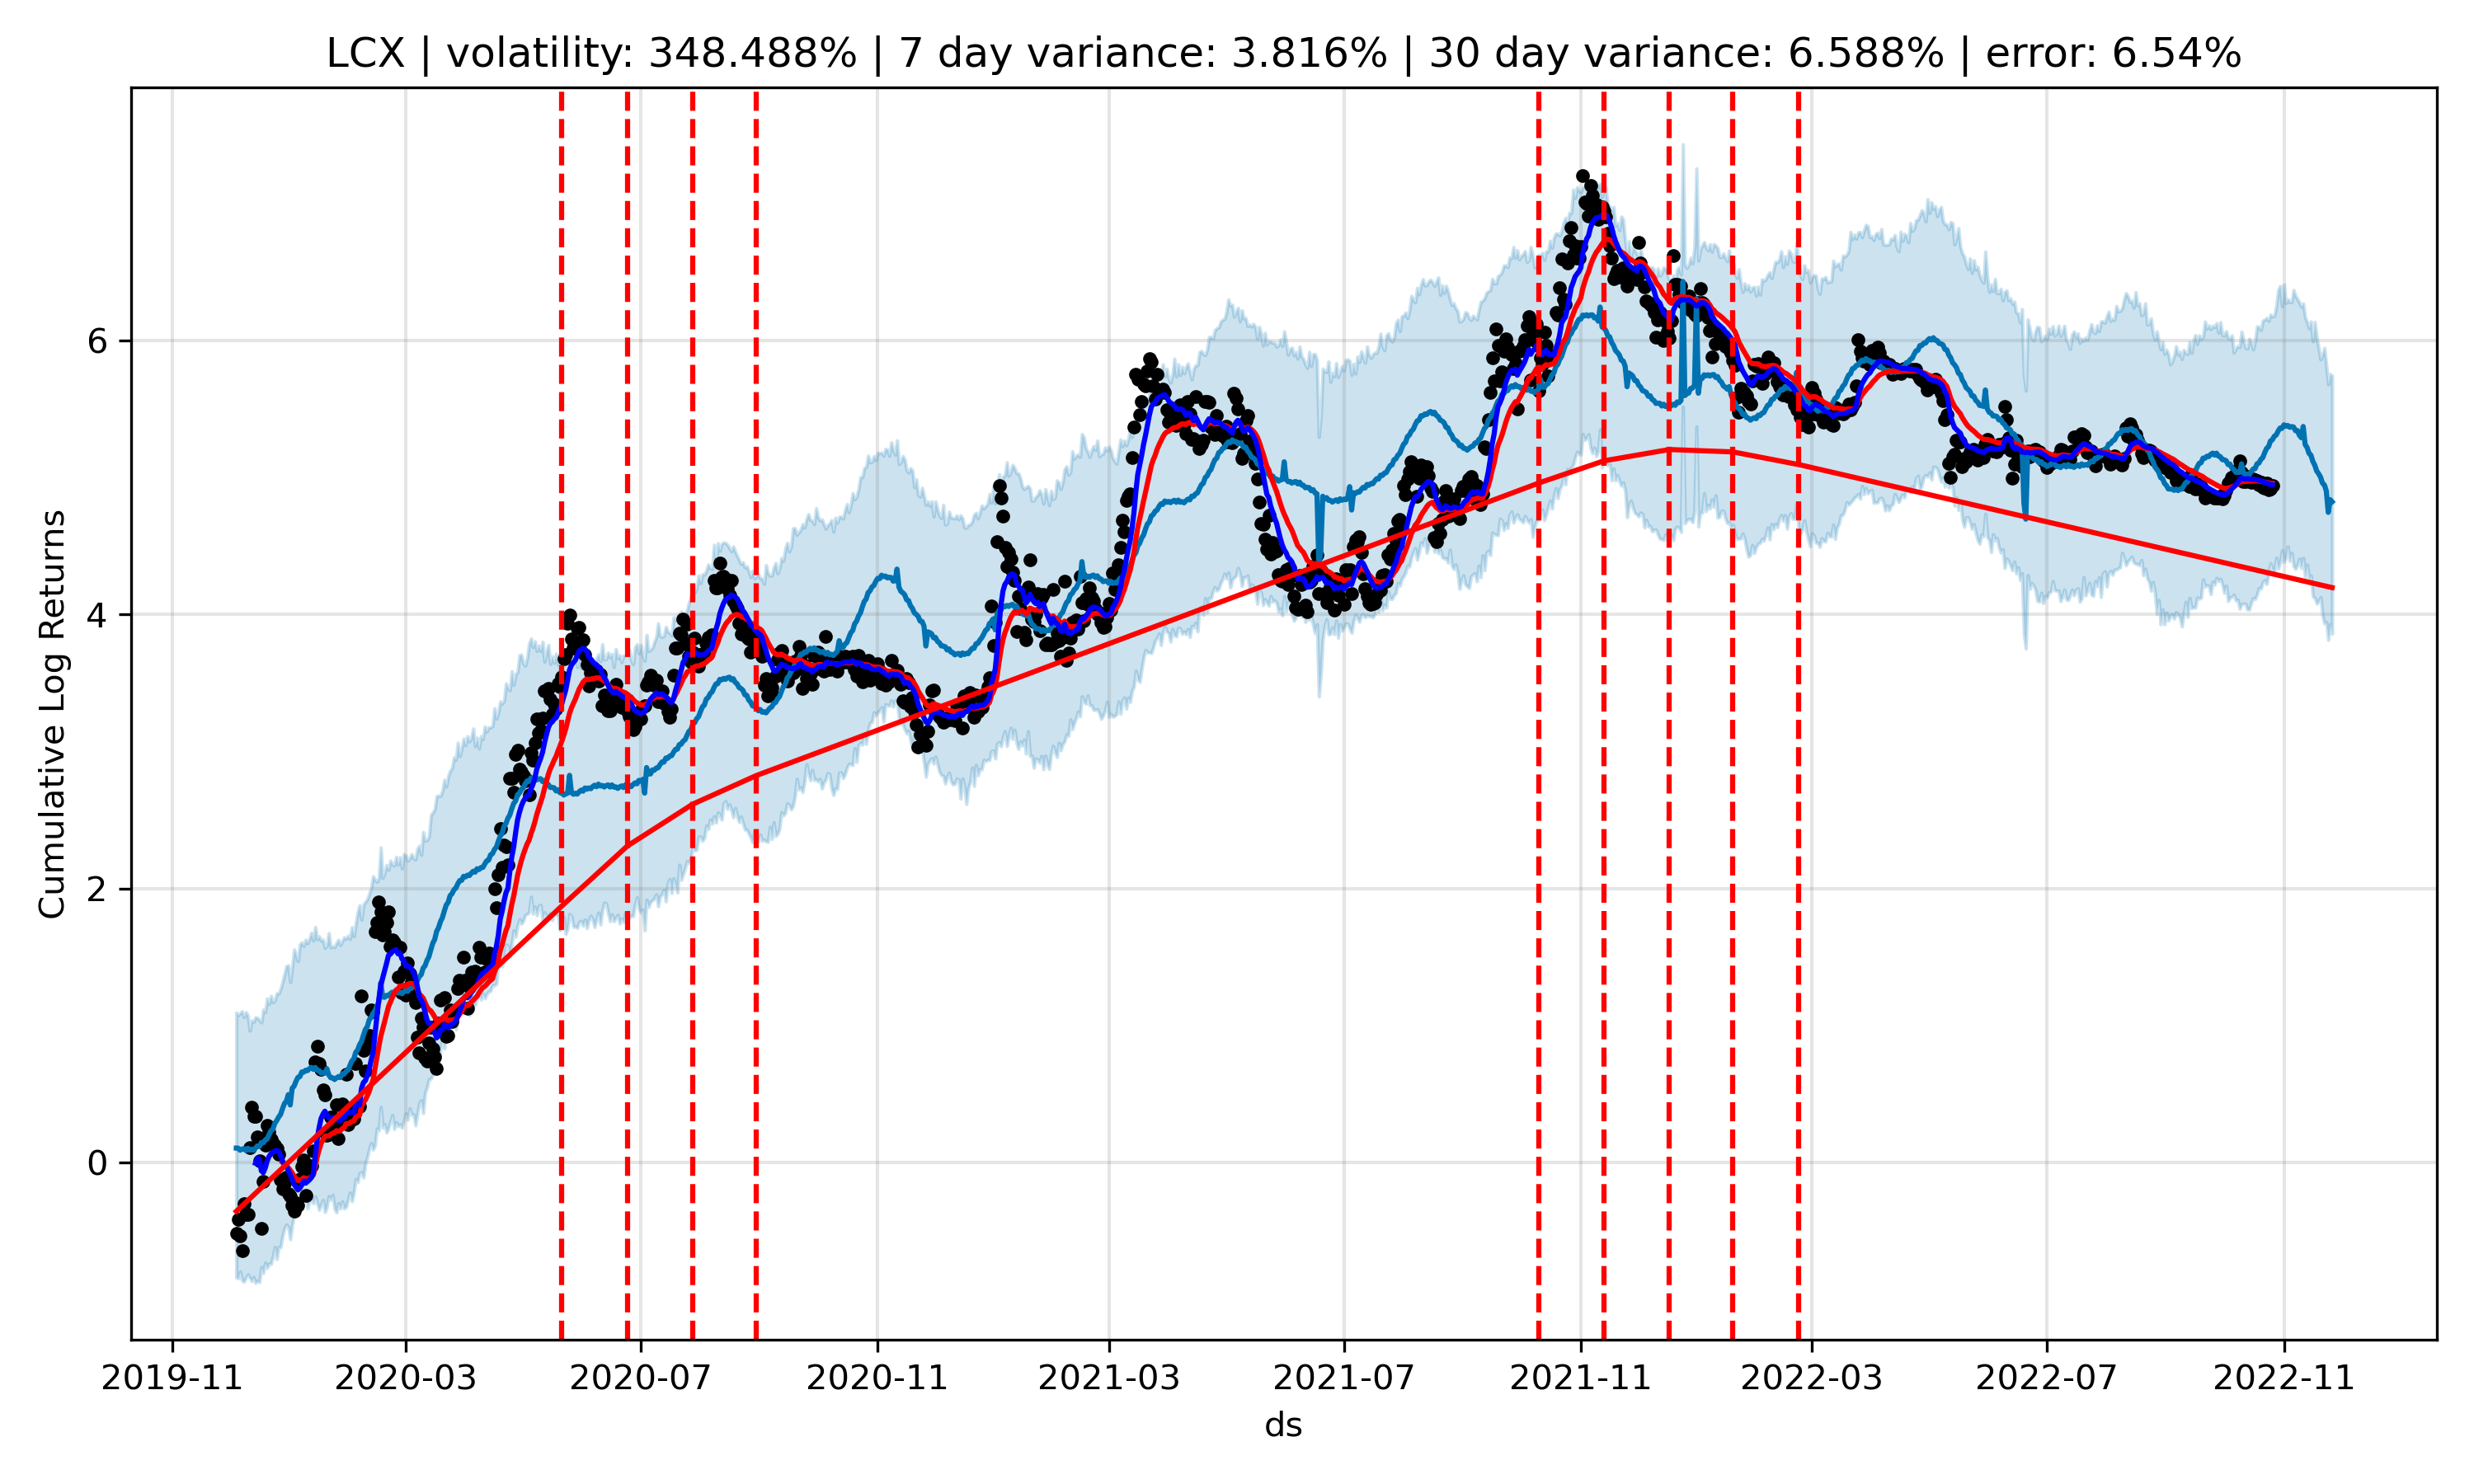 LCX | volatility: 348.488% | 7 day variance: 3.816% | 30 day variance: 6.588% | error: 6.54%
Cumulative Log Returns
6
4
2
0
2019-11 2020-03 2020-07 2020-11 2021-03 2021-07 2021-11 2022-03 2022-07 2022-11
ds